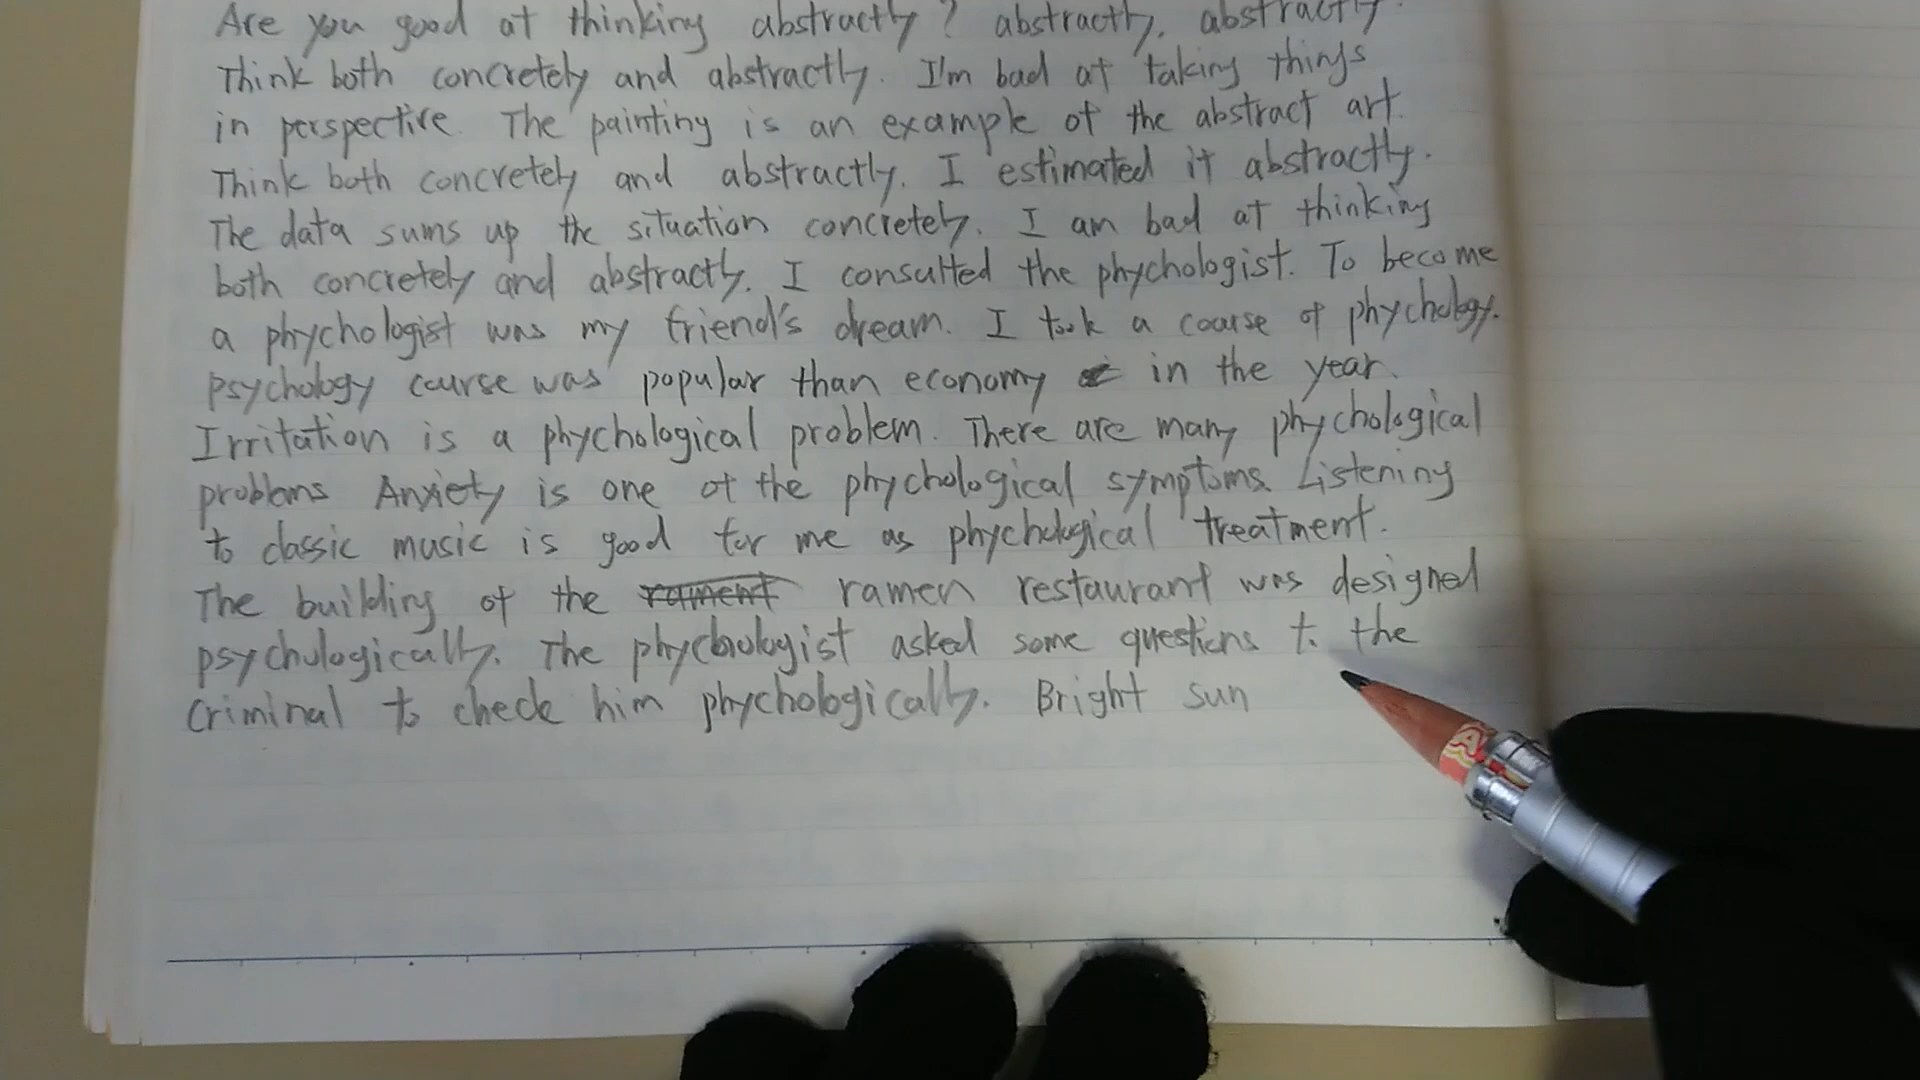 Are you good at thinking abstractly? abstractly. abstractly.
Think both concretely and abstractly. I'm bad at taking things
in perspective. The painting is an example of the abstract art.
Think both concretely and abstractly. I estimated it abstractly.
The data sums up the situation concretely. I am bad at thinking
both concretely and abstractly. I consulted the phychologist. To become
a phychologist was my friend's dream. I took a course of phychology.
psychology course was popular than economy in the year.
Irritation is a phychological problem. There are many phychological
problems Anxiety is one of the phychological symptoms. Listening
to classic music is good for me as phychological treatment.
The building of the rament ramen restaurant was designed
psychologically. The phychologist asked some questions to the
criminal to check him phychologically. Bright sun